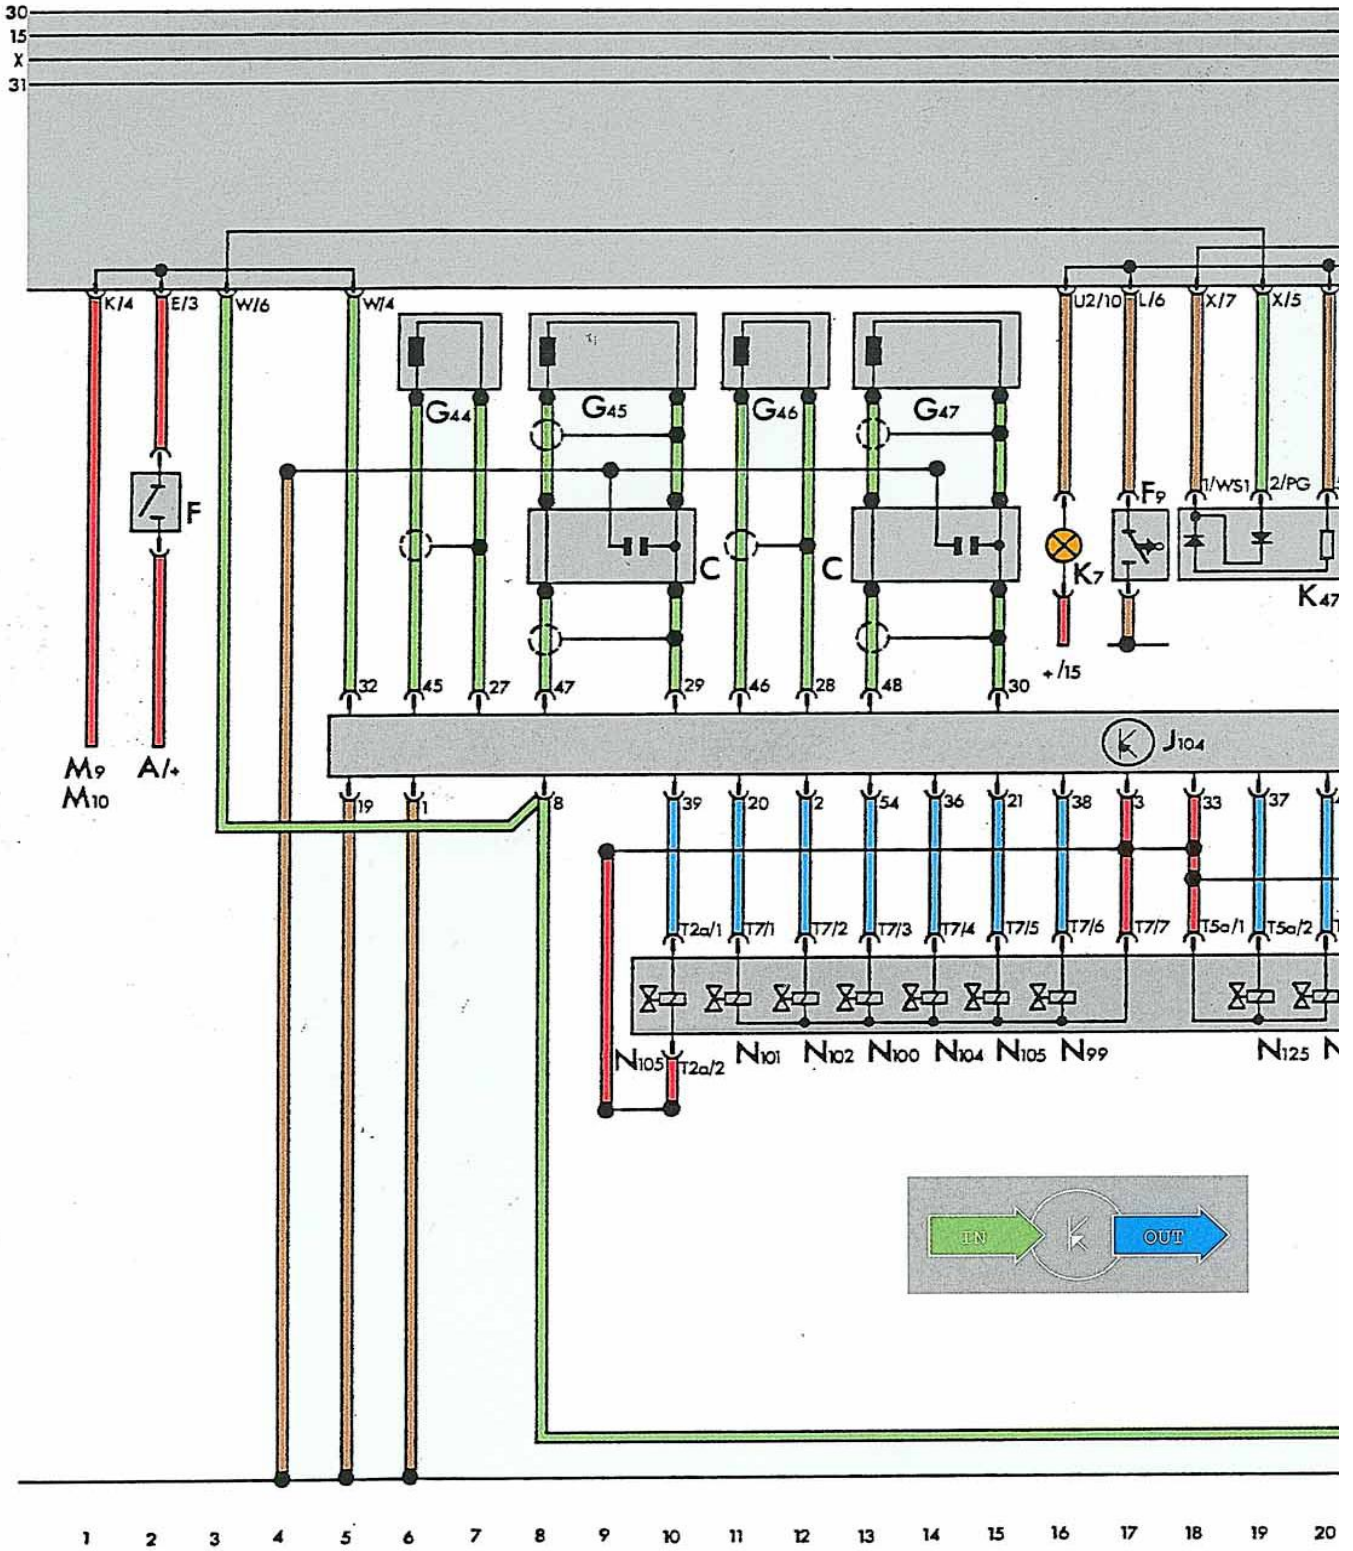 30
15
X
31
K/4 E/3 W/6 W/4 U2/10 L/6 X/7 X/5
G44 G45 G46 G47
F F9 1/WS1 2/PG
C C K7 K47
+/15
32 45 27 47 29 46 28 48 30
J104
M9 A/+
M10
19 1 8 39 20 2 54 36 21 38 3 33 37
T2a/1 T7/1 T7/2 T7/3 T7/4 T7/5 T7/6 T7/7 T5a/1 T5a/2
N105 T2a/2 N101 N102 N100 N104 N105 N99 N125 N
IN OUT
1 2 3 4 5 6 7 8 9 10 11 12 13 14 15 16 17 18 19 20